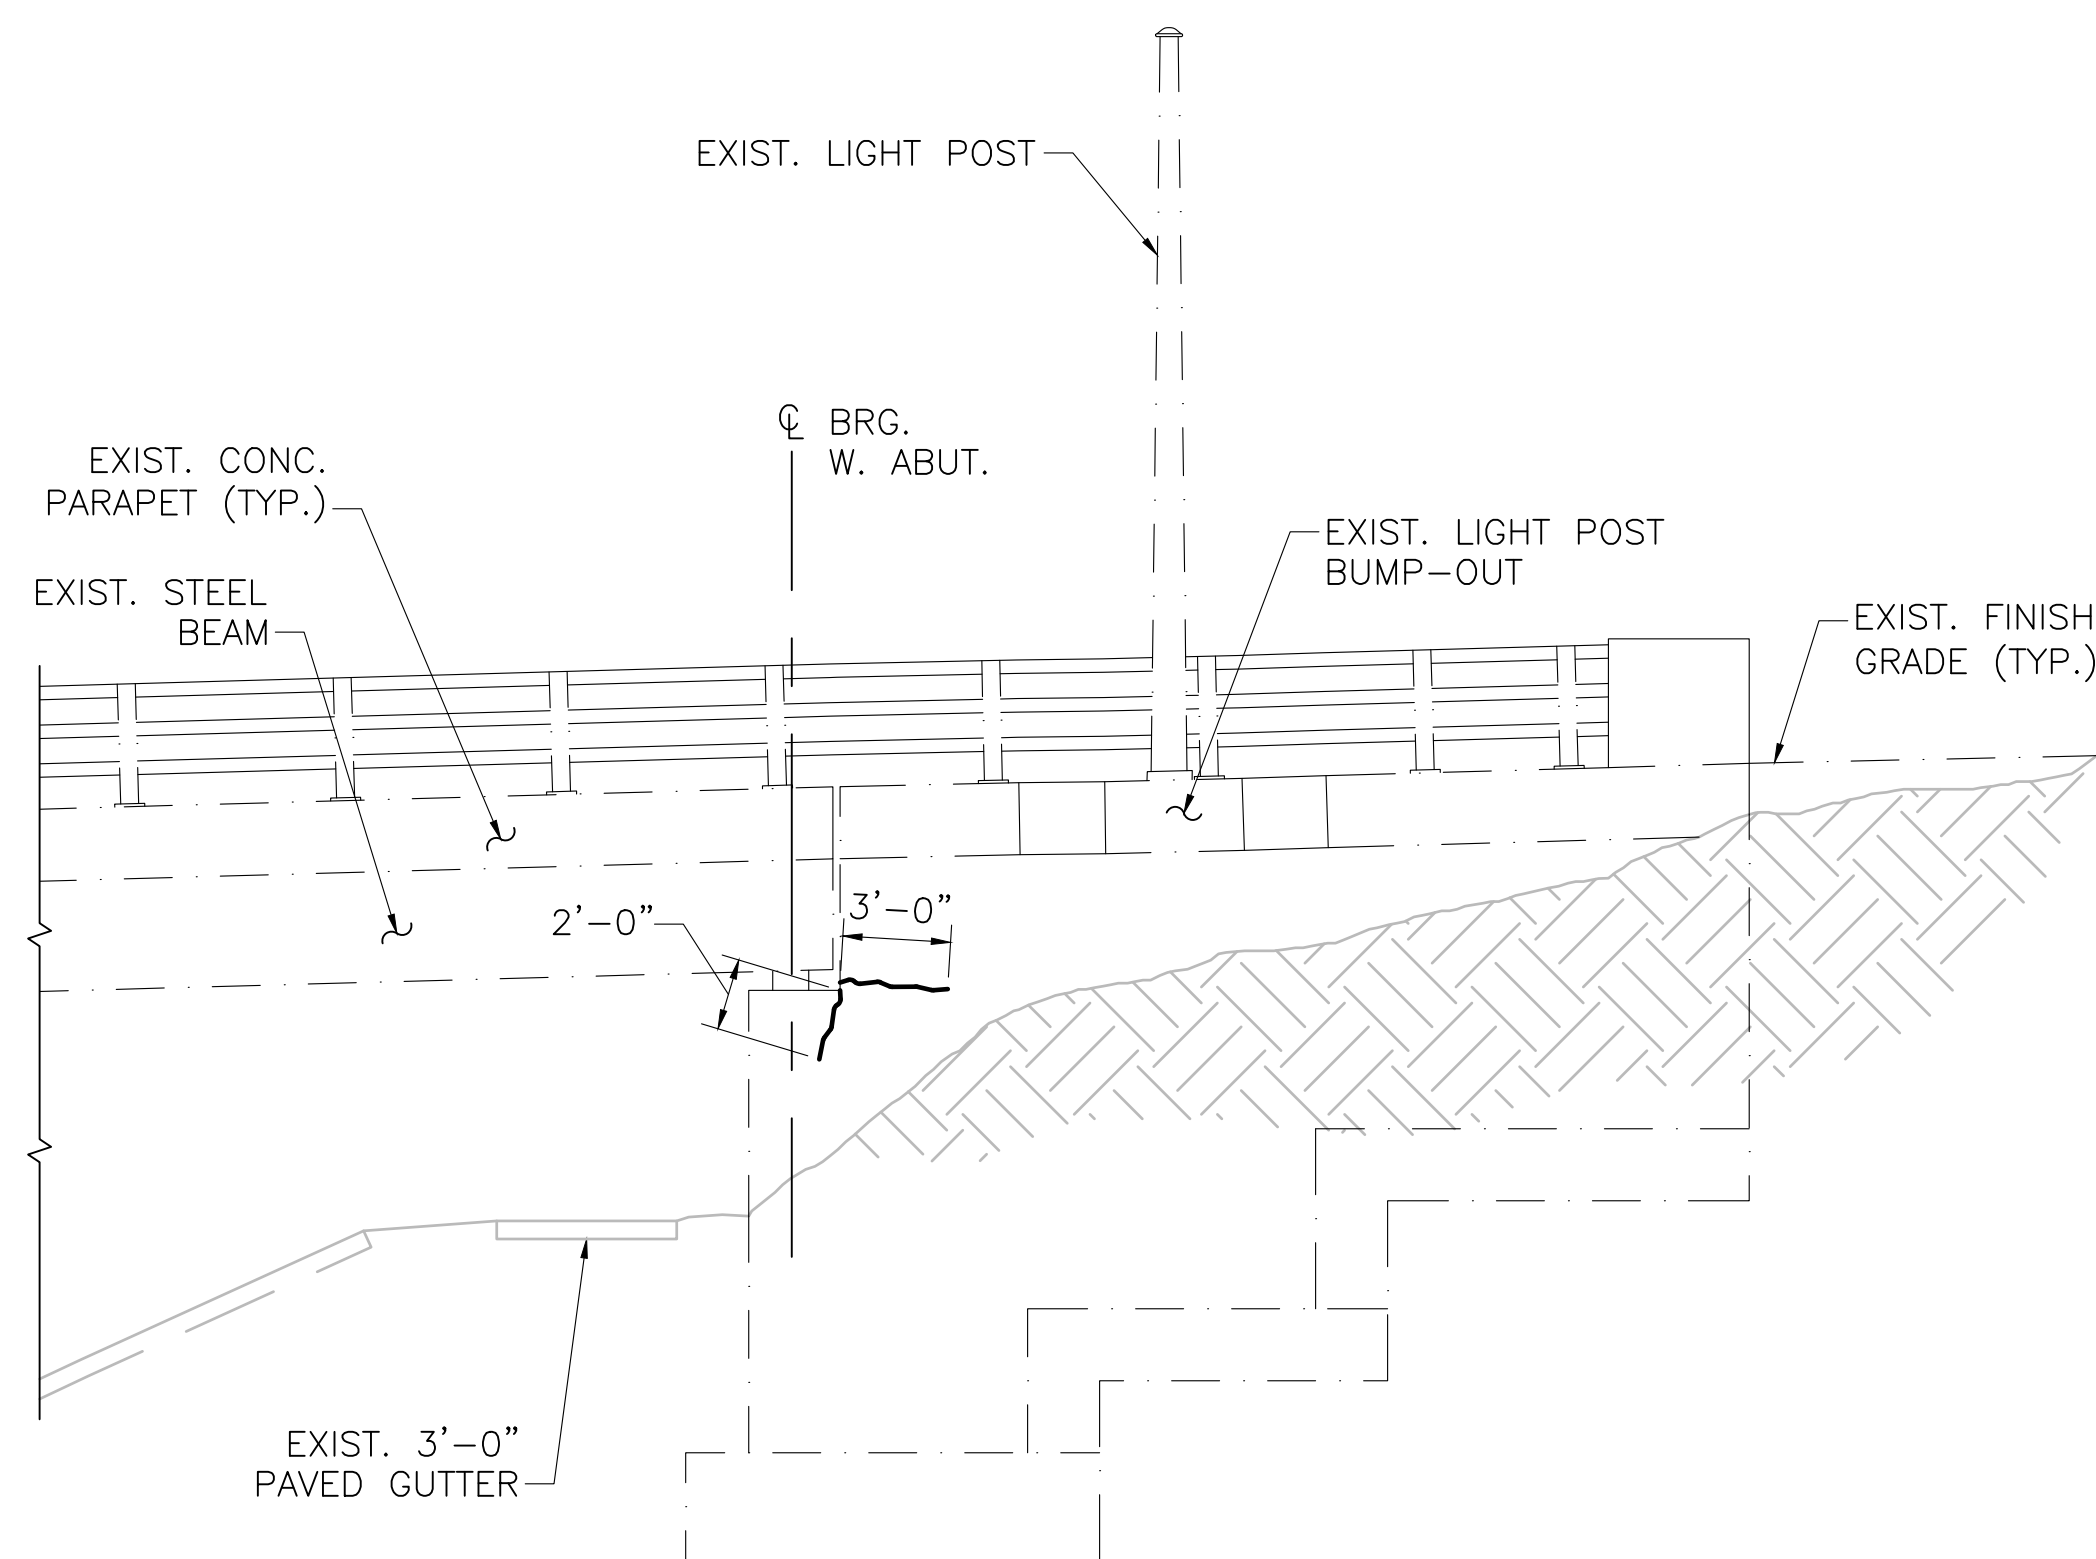 EXIST. LIGHT POST
℄ BRG.
W. ABUT.
EXIST. CONC.
PARAPET (TYP.)
EXIST. LIGHT POST
BUMP-OUT
EXIST. STEEL
BEAM
EXIST. FINISH
GRADE (TYP.)
2'-0"
3'-0"
EXIST. 3'-0"
PAVED GUTTER